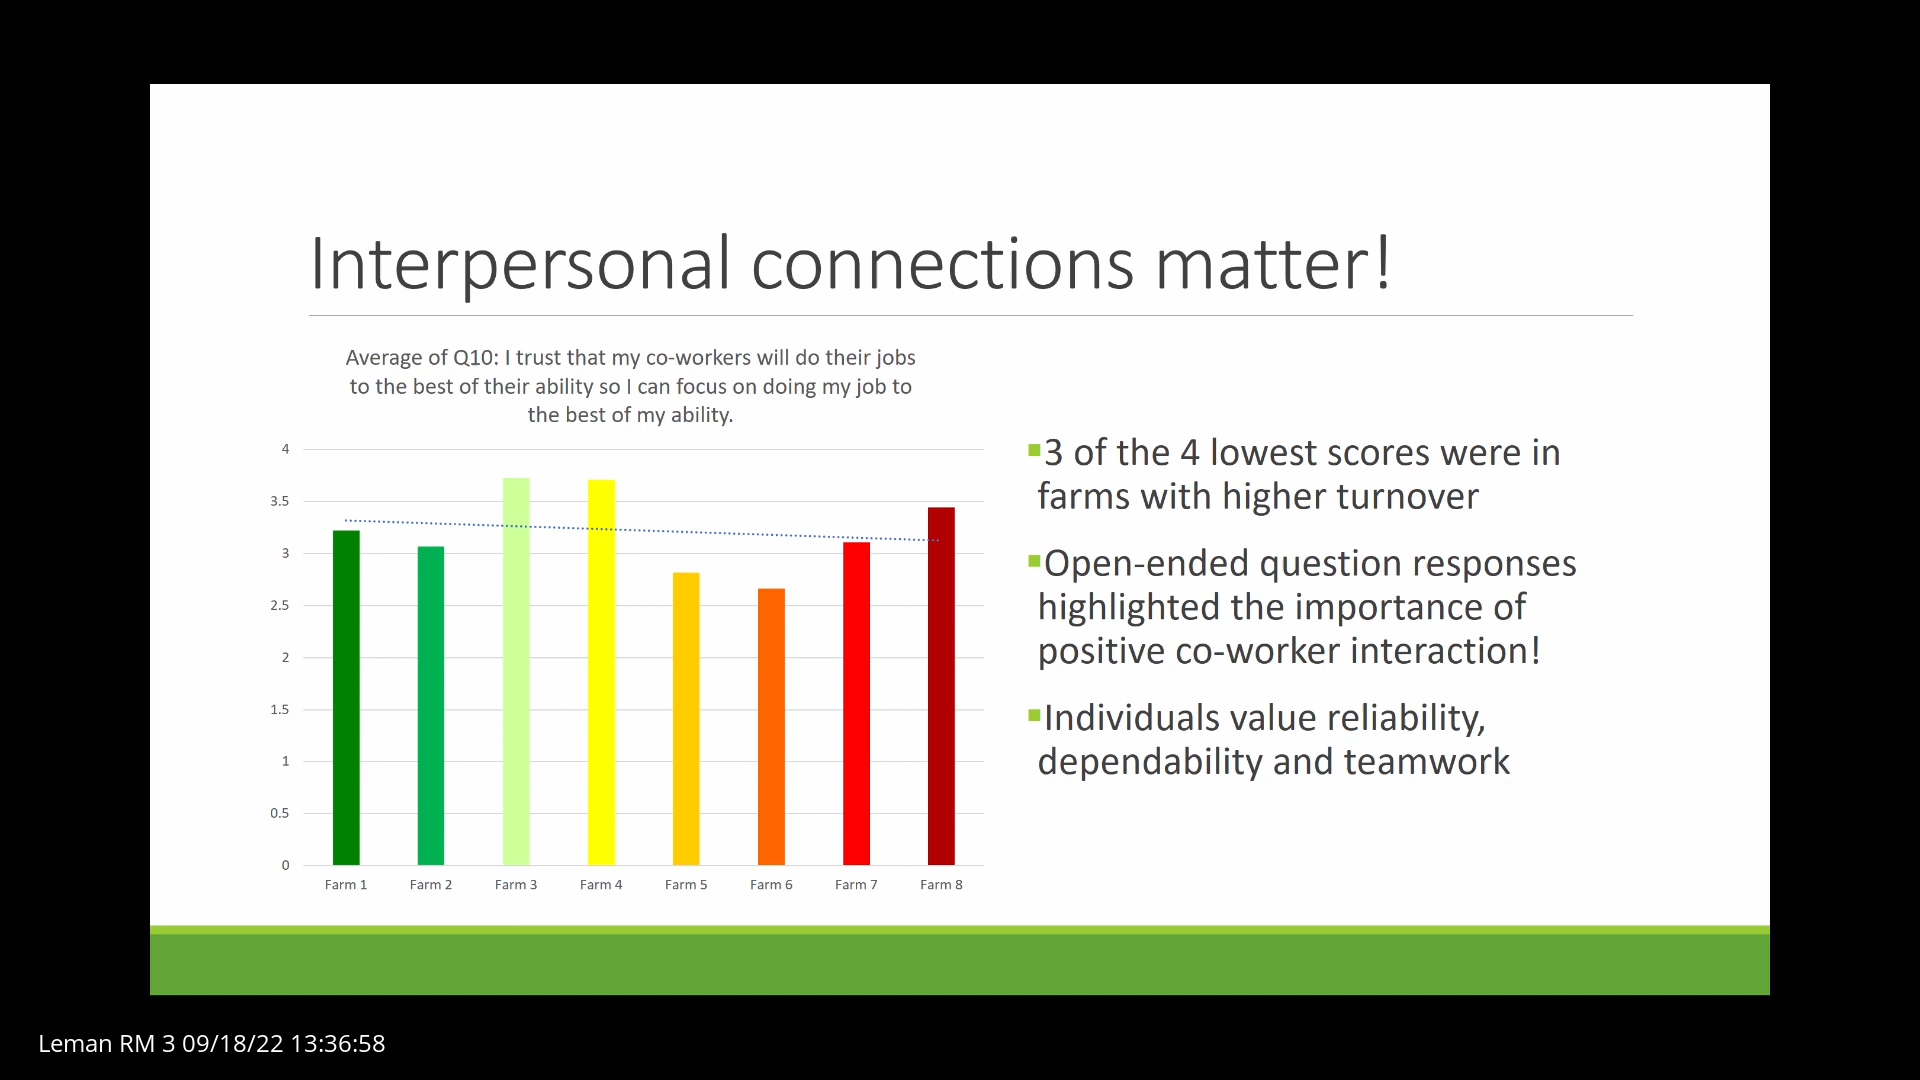 Interpersonal connections matter!
Average of Q10: I trust that my co-workers will do their jobs
to the best of their ability so I can focus on doing my job to
the best of my ability.
4
3.5
3
2.5
2
1.5
1
0.5
0
Farm 1
Farm 2
Farm 3
Farm 4
Farm 5
Farm 6
Farm 7
Farm 8
3 of the 4 lowest scores were in
farms with higher turnover
Open-ended question responses
highlighted the importance of
positive co-worker interaction!
Individuals value reliability,
dependability and teamwork
Leman RM 3 09/18/22 13:36:58